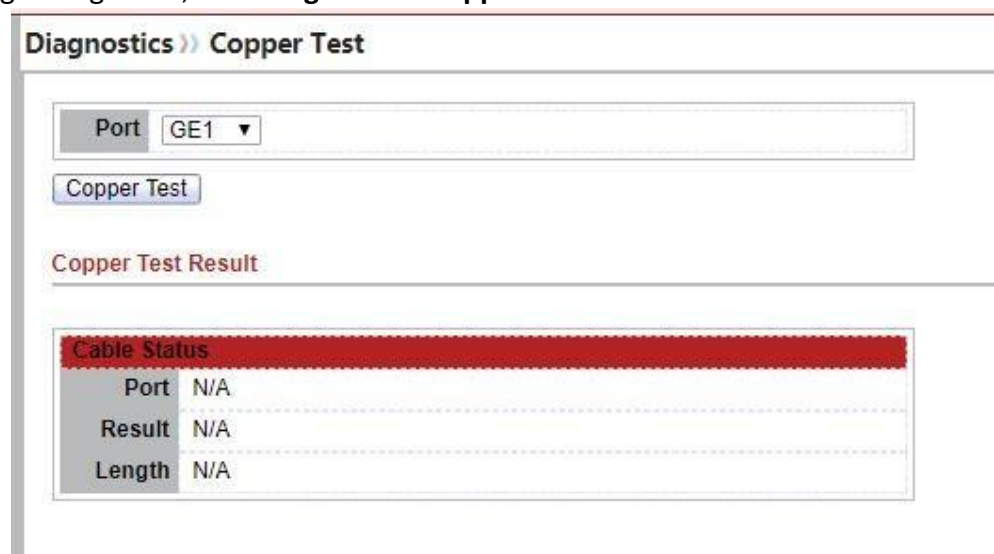 Diagnostics » Copper Test
Port GE1 ▼
Copper Test
Copper Test Result
Cable Status
Port N/A
Result N/A
Length N/A